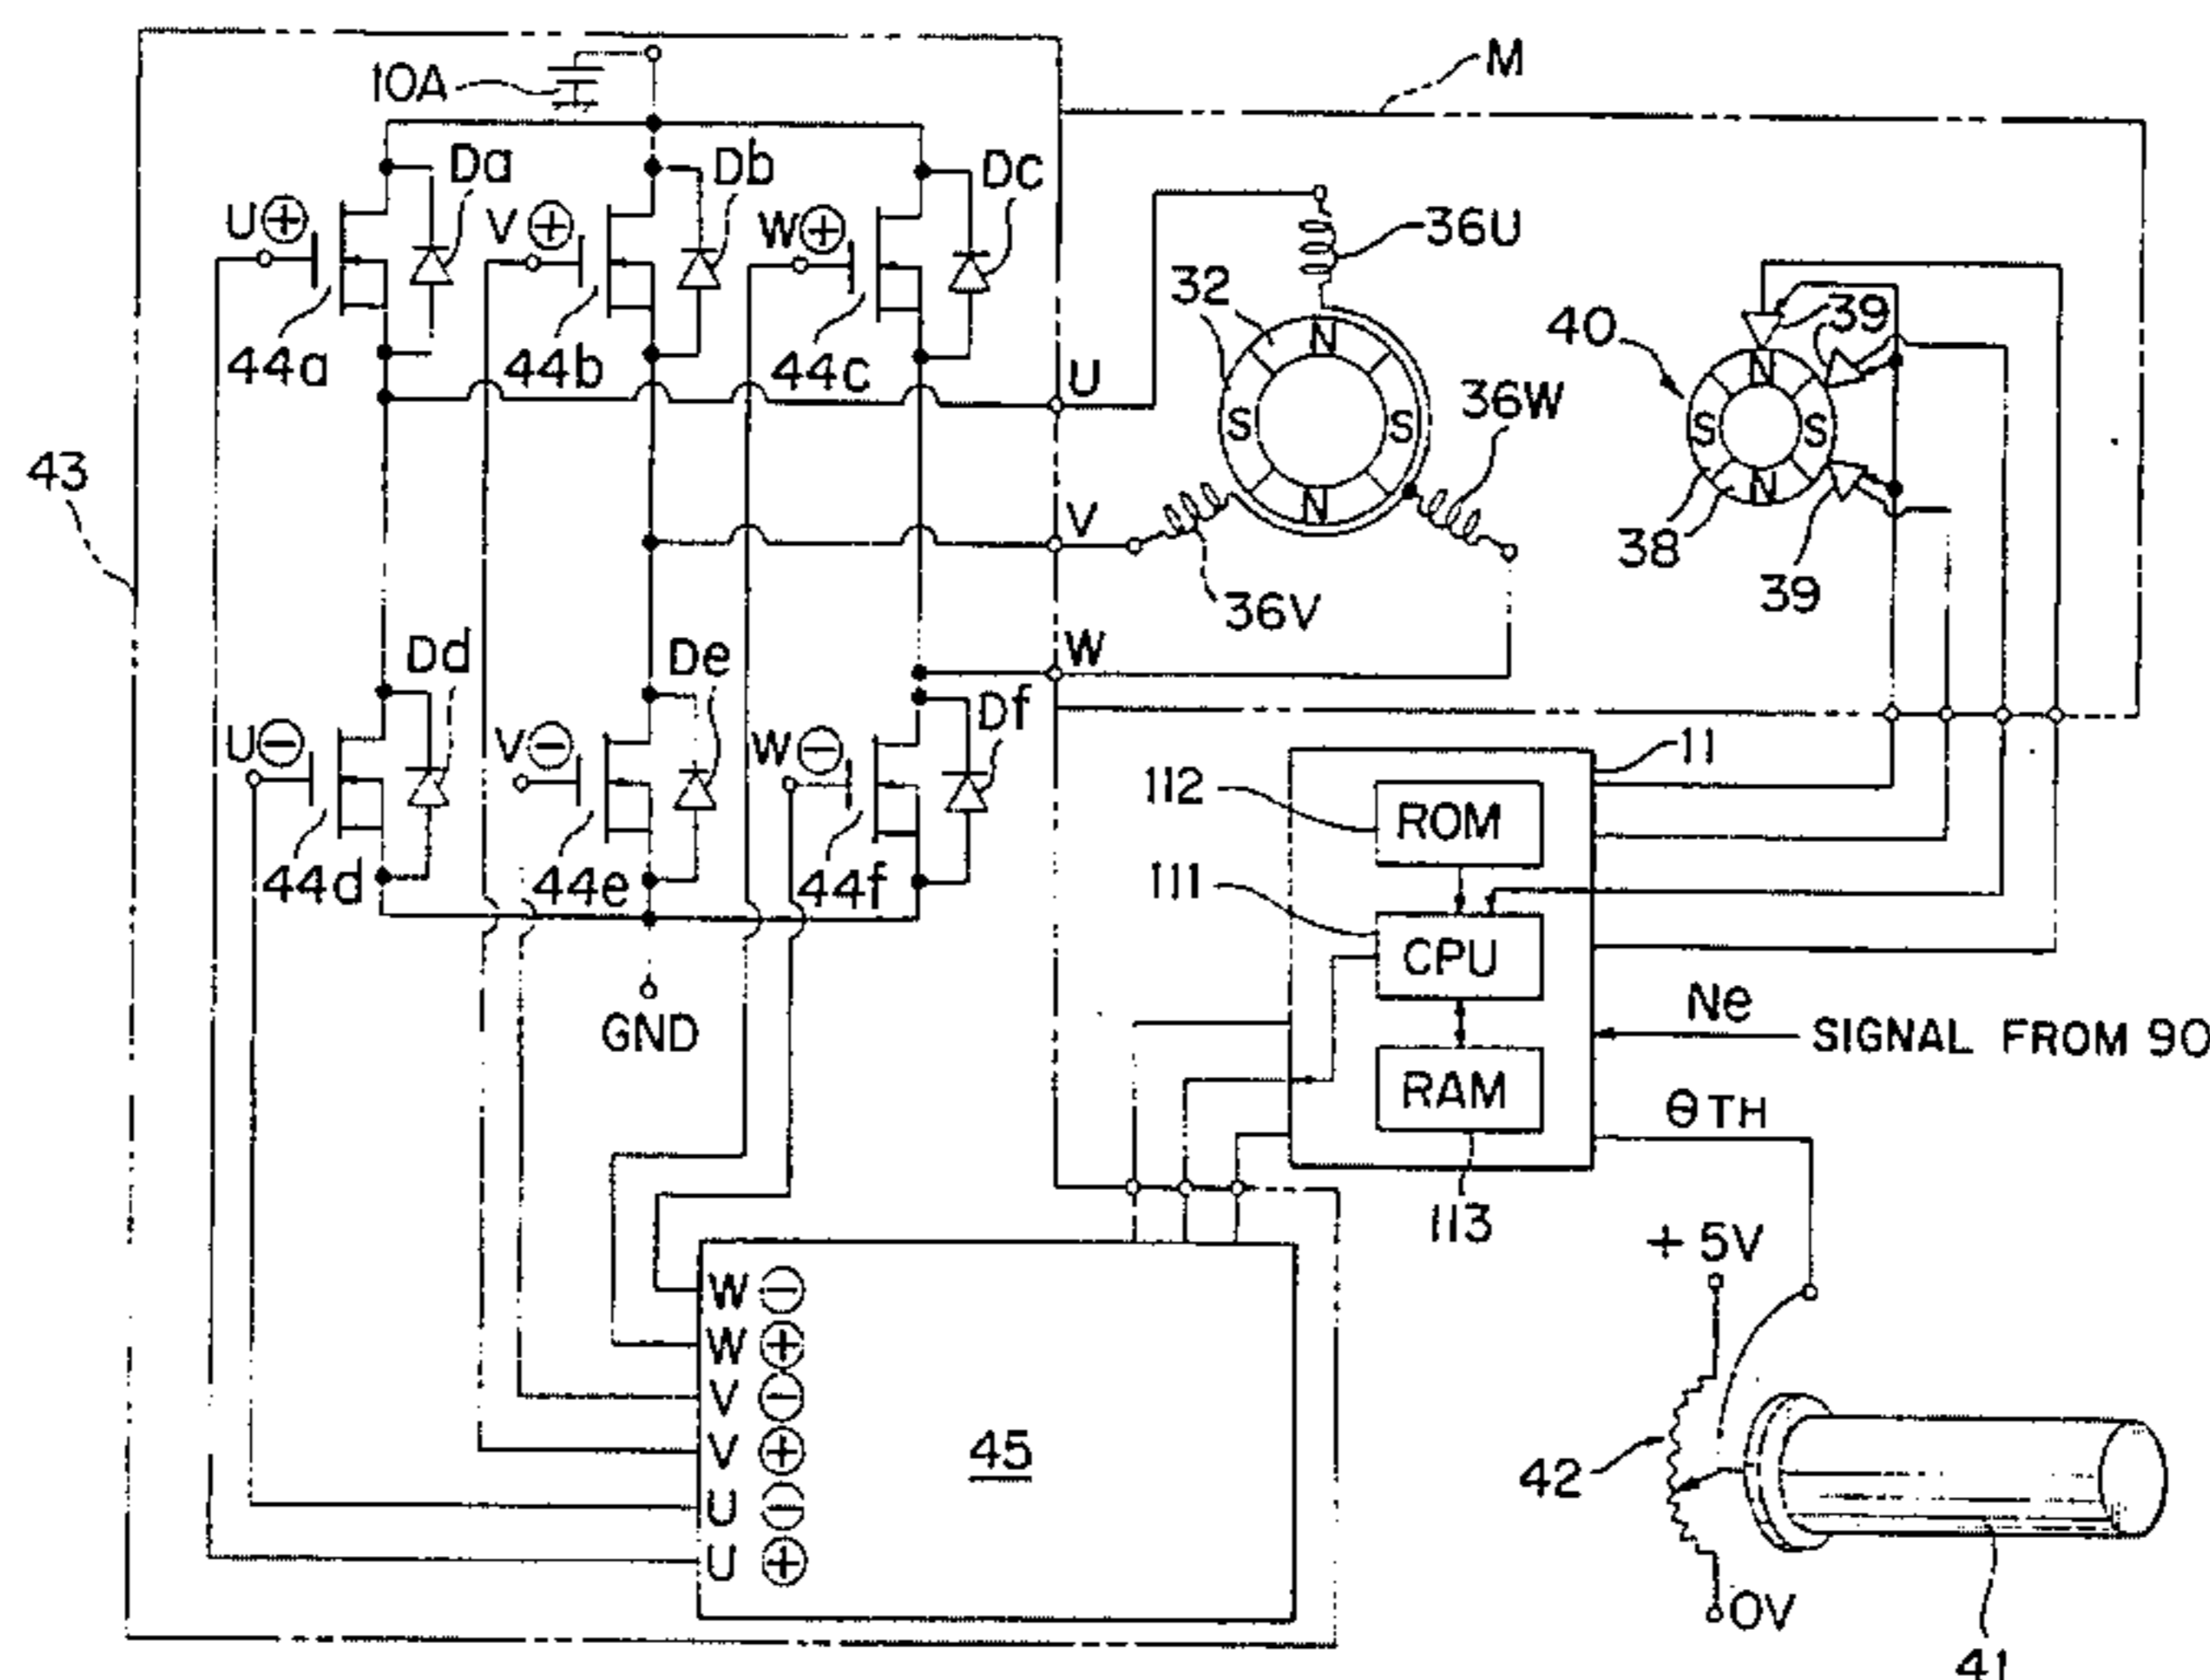 10A
M
Da
Db
Dc
U⊕
V⊕
W⊕
36U
32
N
39
40
44a
44b
44c
U
36W
N
S
S
S
S
43
V
N
N
38
39
36V
Dd
De
W
Df
U⊖
V⊖
W⊖
11
112
ROM
44d
44e
44f
111
CPU
GND
Ne
SIGNAL FROM 90
RAM
θTH
113
+5V
W⊖
W⊕
V⊖
V⊕
45
42
U⊖
U⊕
0V
41